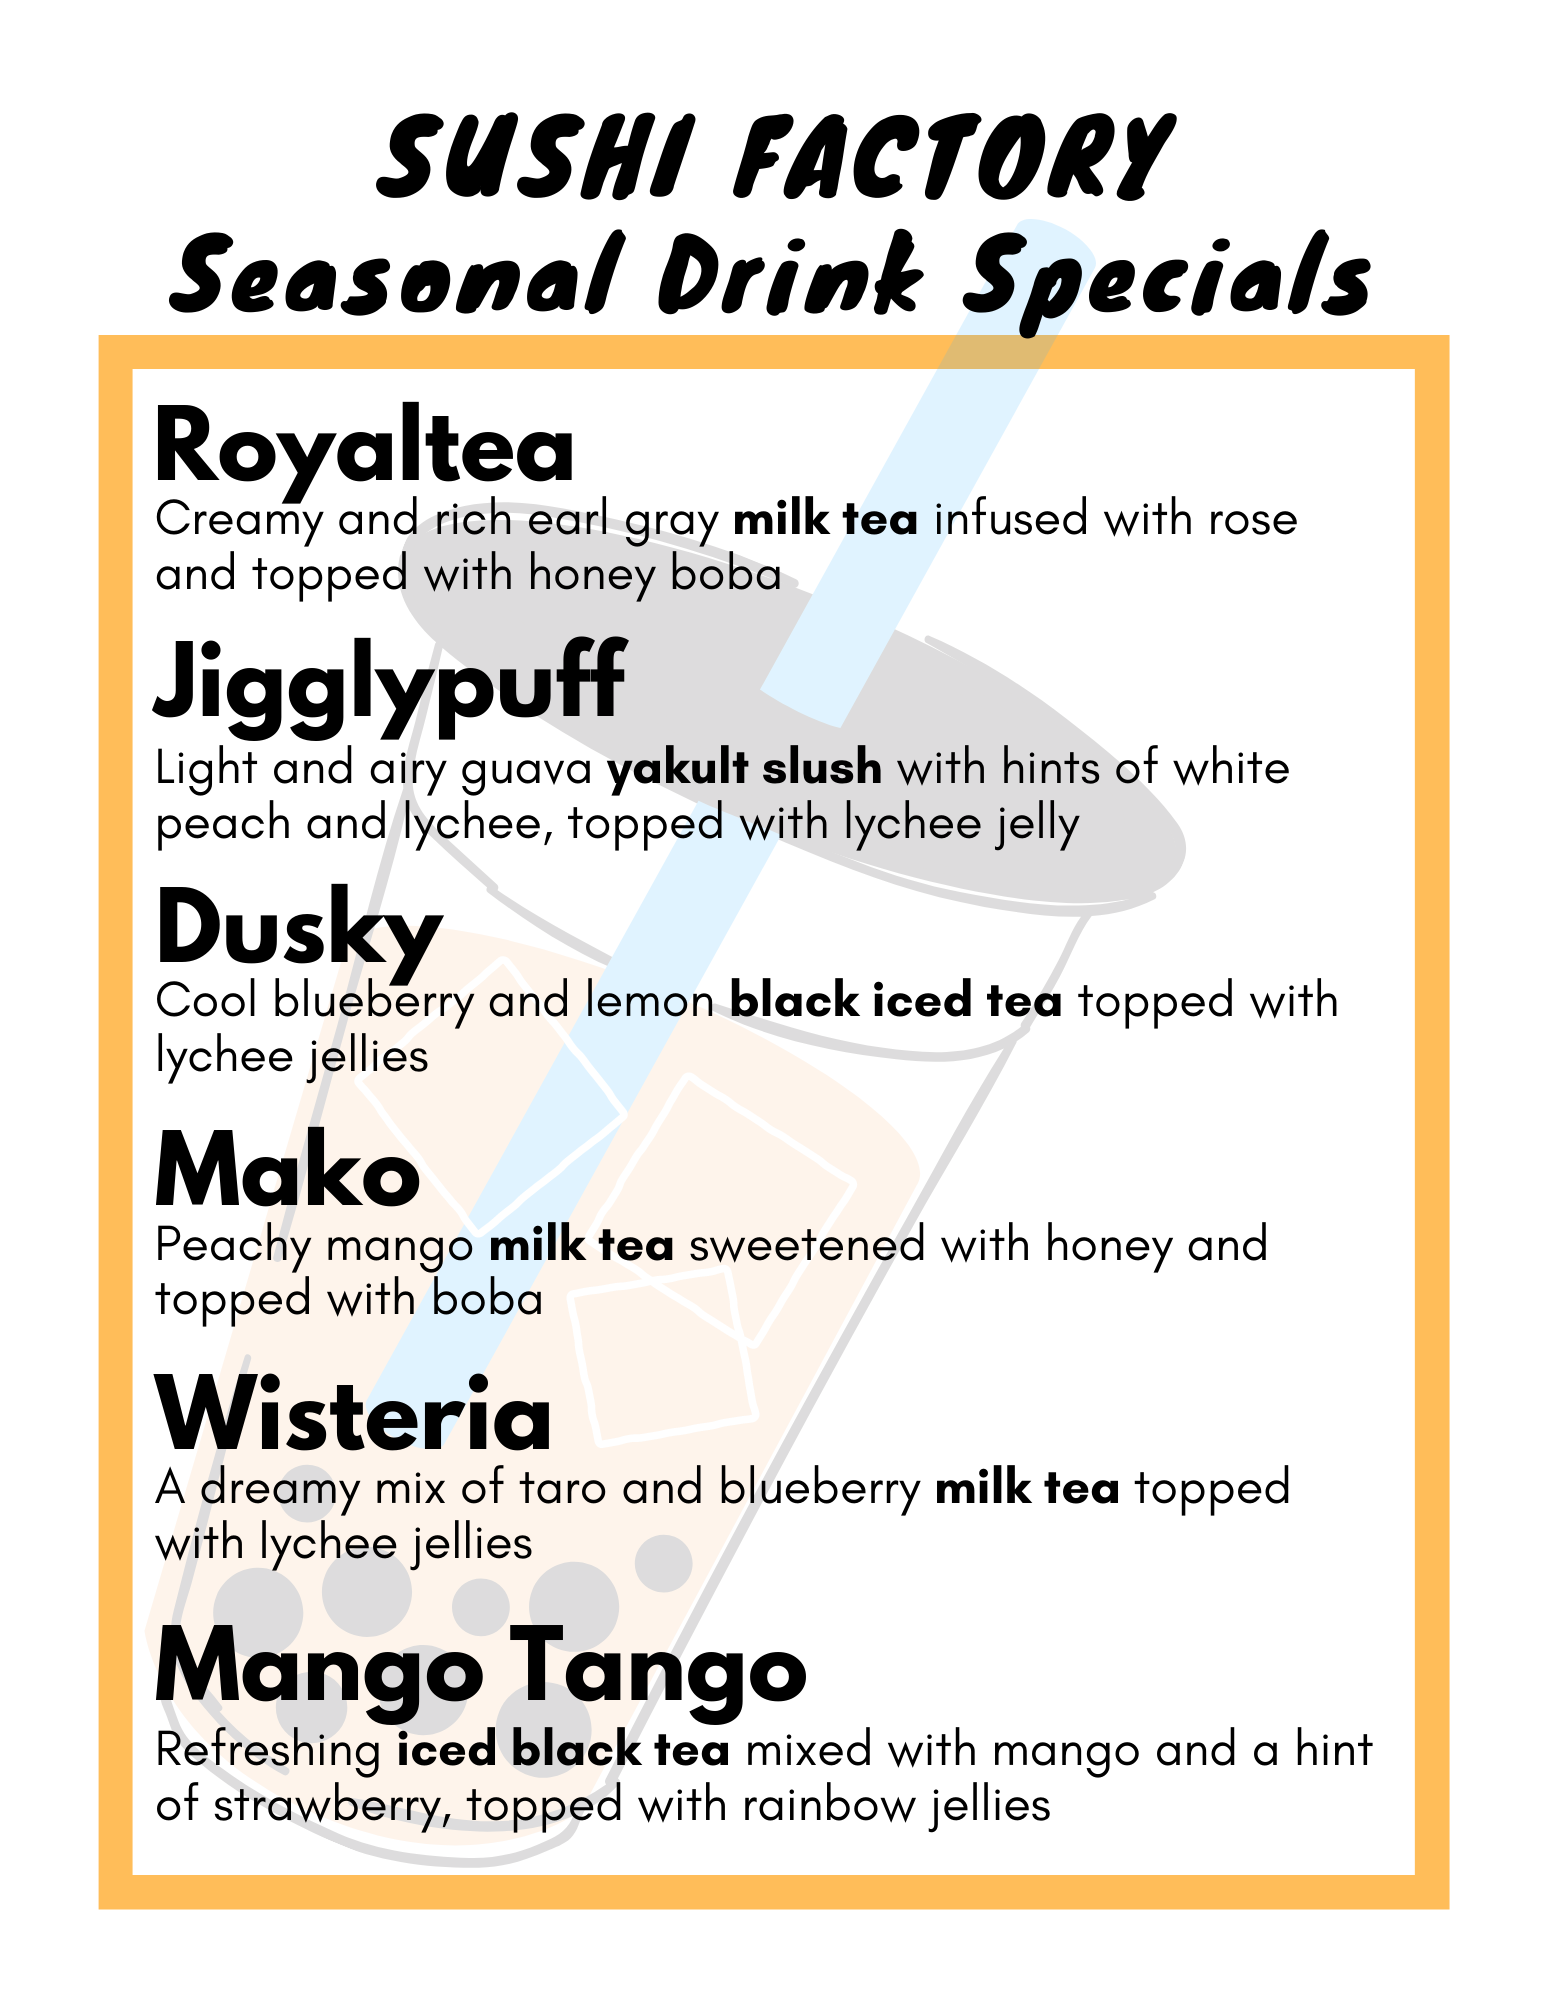 SUSHI FACTORY
Seasonal Drink Specials
Royaltea
Creamy and rich earl gray milk tea infused with rose
and topped with honey boba
Jigglypuff
Light and airy guava yakult slush with hints of white
peach and lychee, topped with lychee jelly
Dusky
Cool blueberry and lemon black iced tea topped with
lychee jellies
Mako
Peachy mango milk tea sweetened with honey and
topped with boba
Wisteria
A dreamy mix of taro and blueberry milk tea topped
with lychee jellies
Mango Tango
Refreshing iced black tea mixed with mango and a hint
of strawberry, topped with rainbow jellies